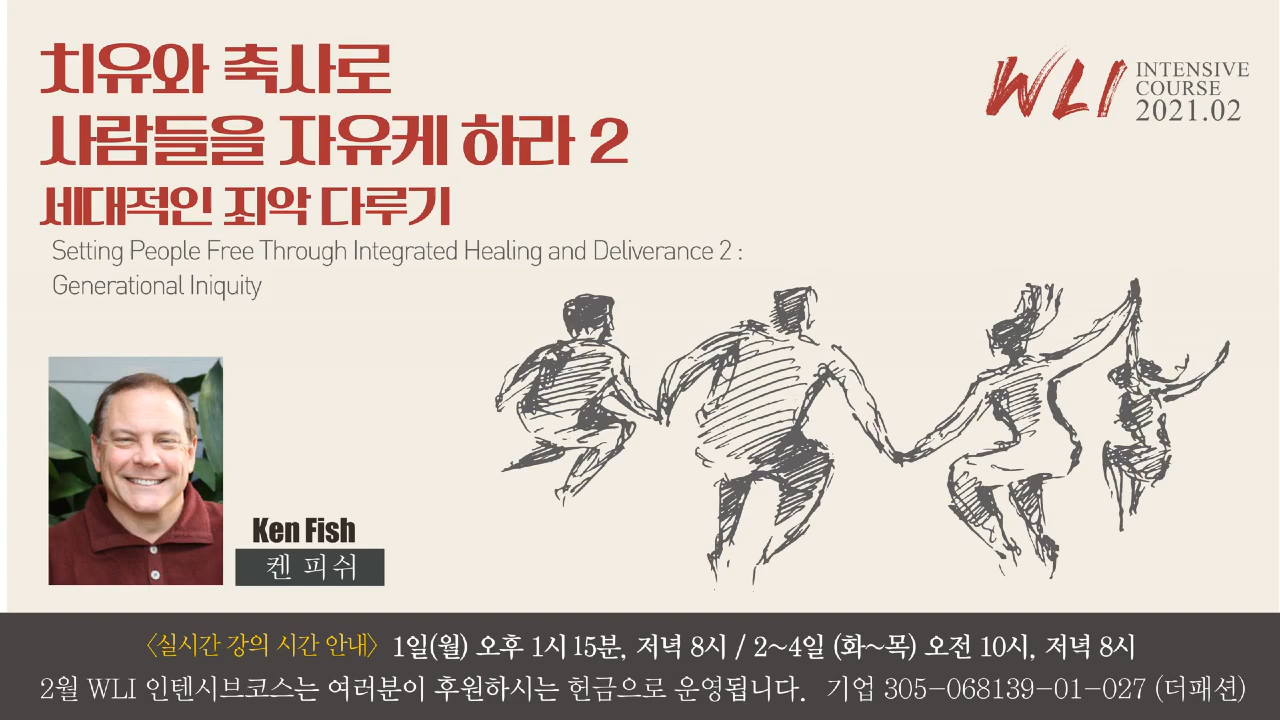 치유와 축사로
사람들을 자유케 하라 2
세대적인 죄악 다루기
Setting People Free Through Integrated Healing and Deliverance 2 :
Generational Iniquity
WLI
INTENSIVE
COURSE
2021.02
Ken Fish
켄 피쉬
〈실시간 강의 시간 안내〉 1일(월) 오후 1시 15분, 저녁 8시 / 2~4일 (화~목) 오전 10시, 저녁 8시
2월 WLI 인텐시브코스는 여러분이 후원하시는 헌금으로 운영됩니다. 기업 305-068139-01-027 (더패션)